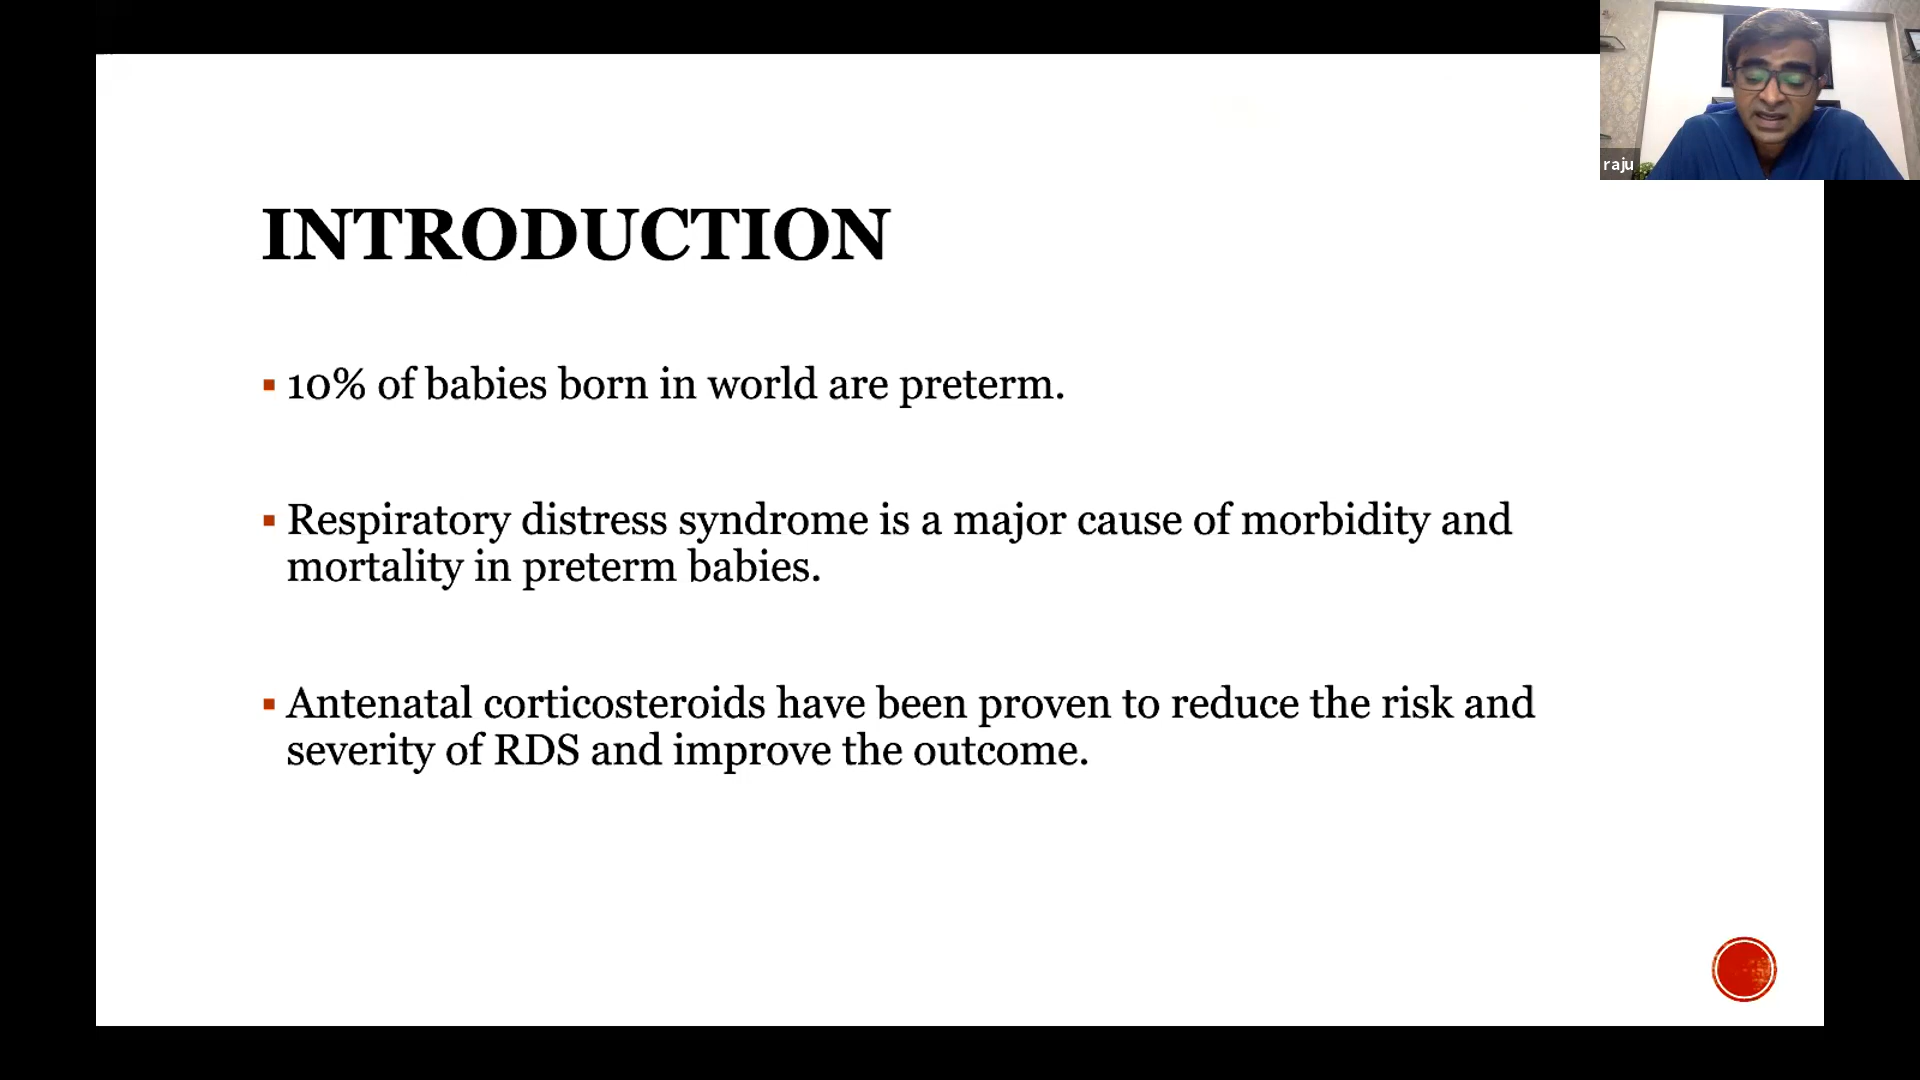 raju
INTRODUCTION
▪ 10% of babies born in world are preterm.
▪ Respiratory distress syndrome is a major cause of morbidity and
mortality in preterm babies.
▪ Antenatal corticosteroids have been proven to reduce the risk and
severity of RDS and improve the outcome.